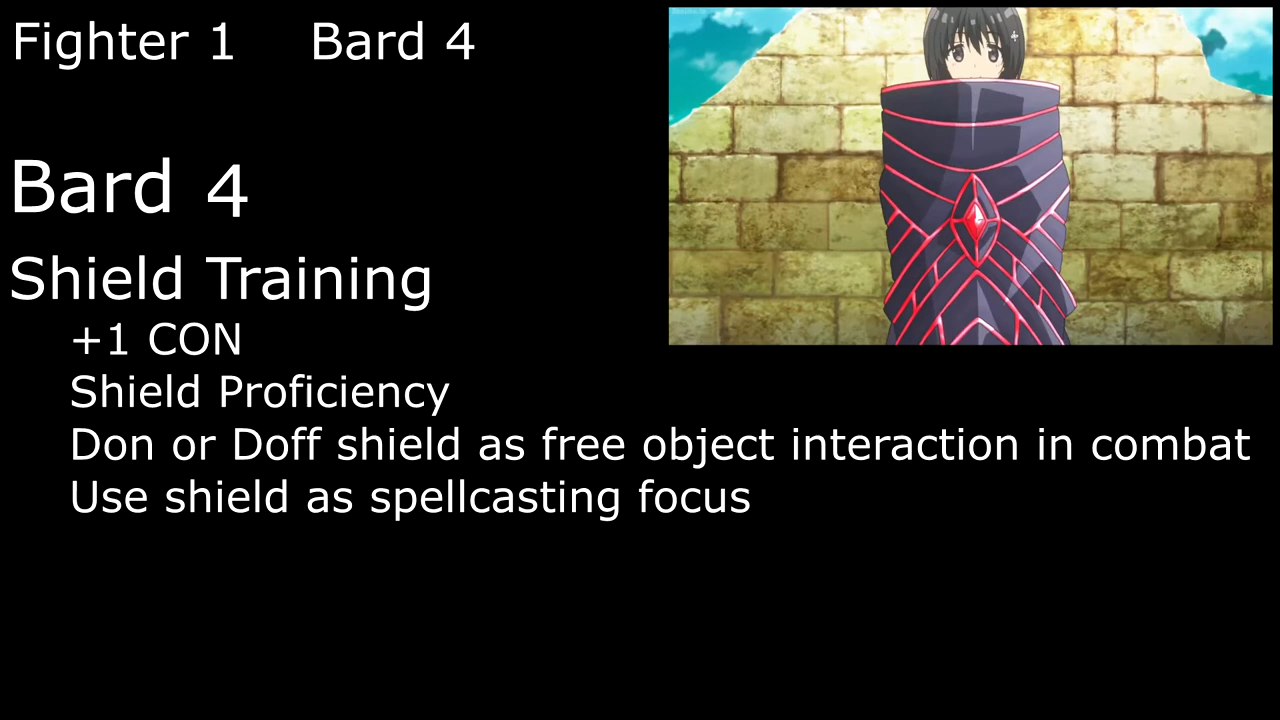 Fighter 1 Bard 4
Bard 4
Shield Training
+1 CON
Shield Proficiency
Don or Doff shield as free object interaction in combat
Use shield as spellcasting focus